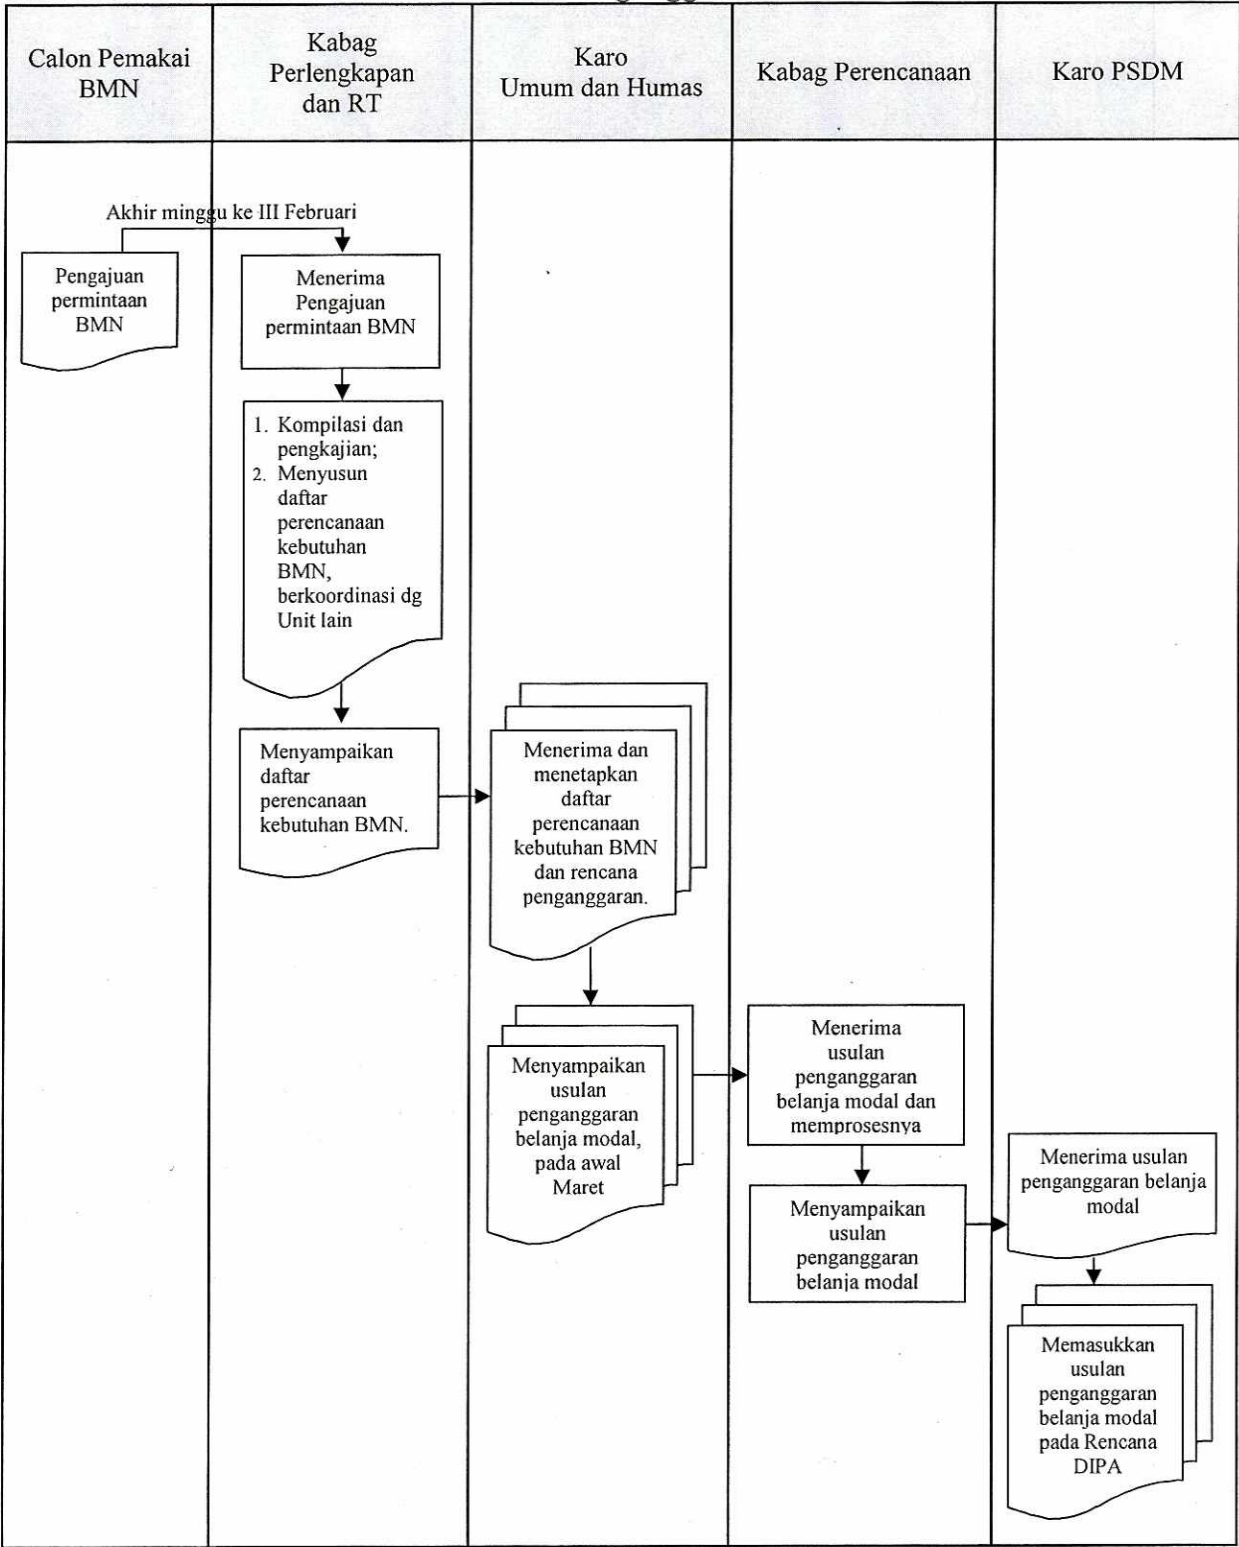 Calon Pemakai
BMN
Kabag
Perlengkapan
dan RT
Karo
Umum dan Humas
Kabag Perencanaan
Karo PSDM
Akhir minggu ke III Februari
Pengajuan
permintaan
BMN
Menerima
Pengajuan
permintaan BMN
1. Kompilasi dan
pengkajian;
2. Menyusun
daftar
perencanaan
kebutuhan
BMN,
berkoordinasi dg
Unit lain
Menyampaikan
daftar
perencanaan
kebutuhan BMN.
Menerima dan
menetapkan
daftar
perencanaan
kebutuhan BMN
dan rencana
penganggaran.
Menyampaikan
usulan
penganggaran
belanja modal,
pada awal
Maret
Menerima
usulan
penganggaran
belanja modal dan
memprosesnya
Menyampaikan
usulan
penganggaran
belanja modal
Menerima usulan
penganggaran belanja
modal
Memasukkan
usulan
penganggaran
belanja modal
pada Rencana
DIPA